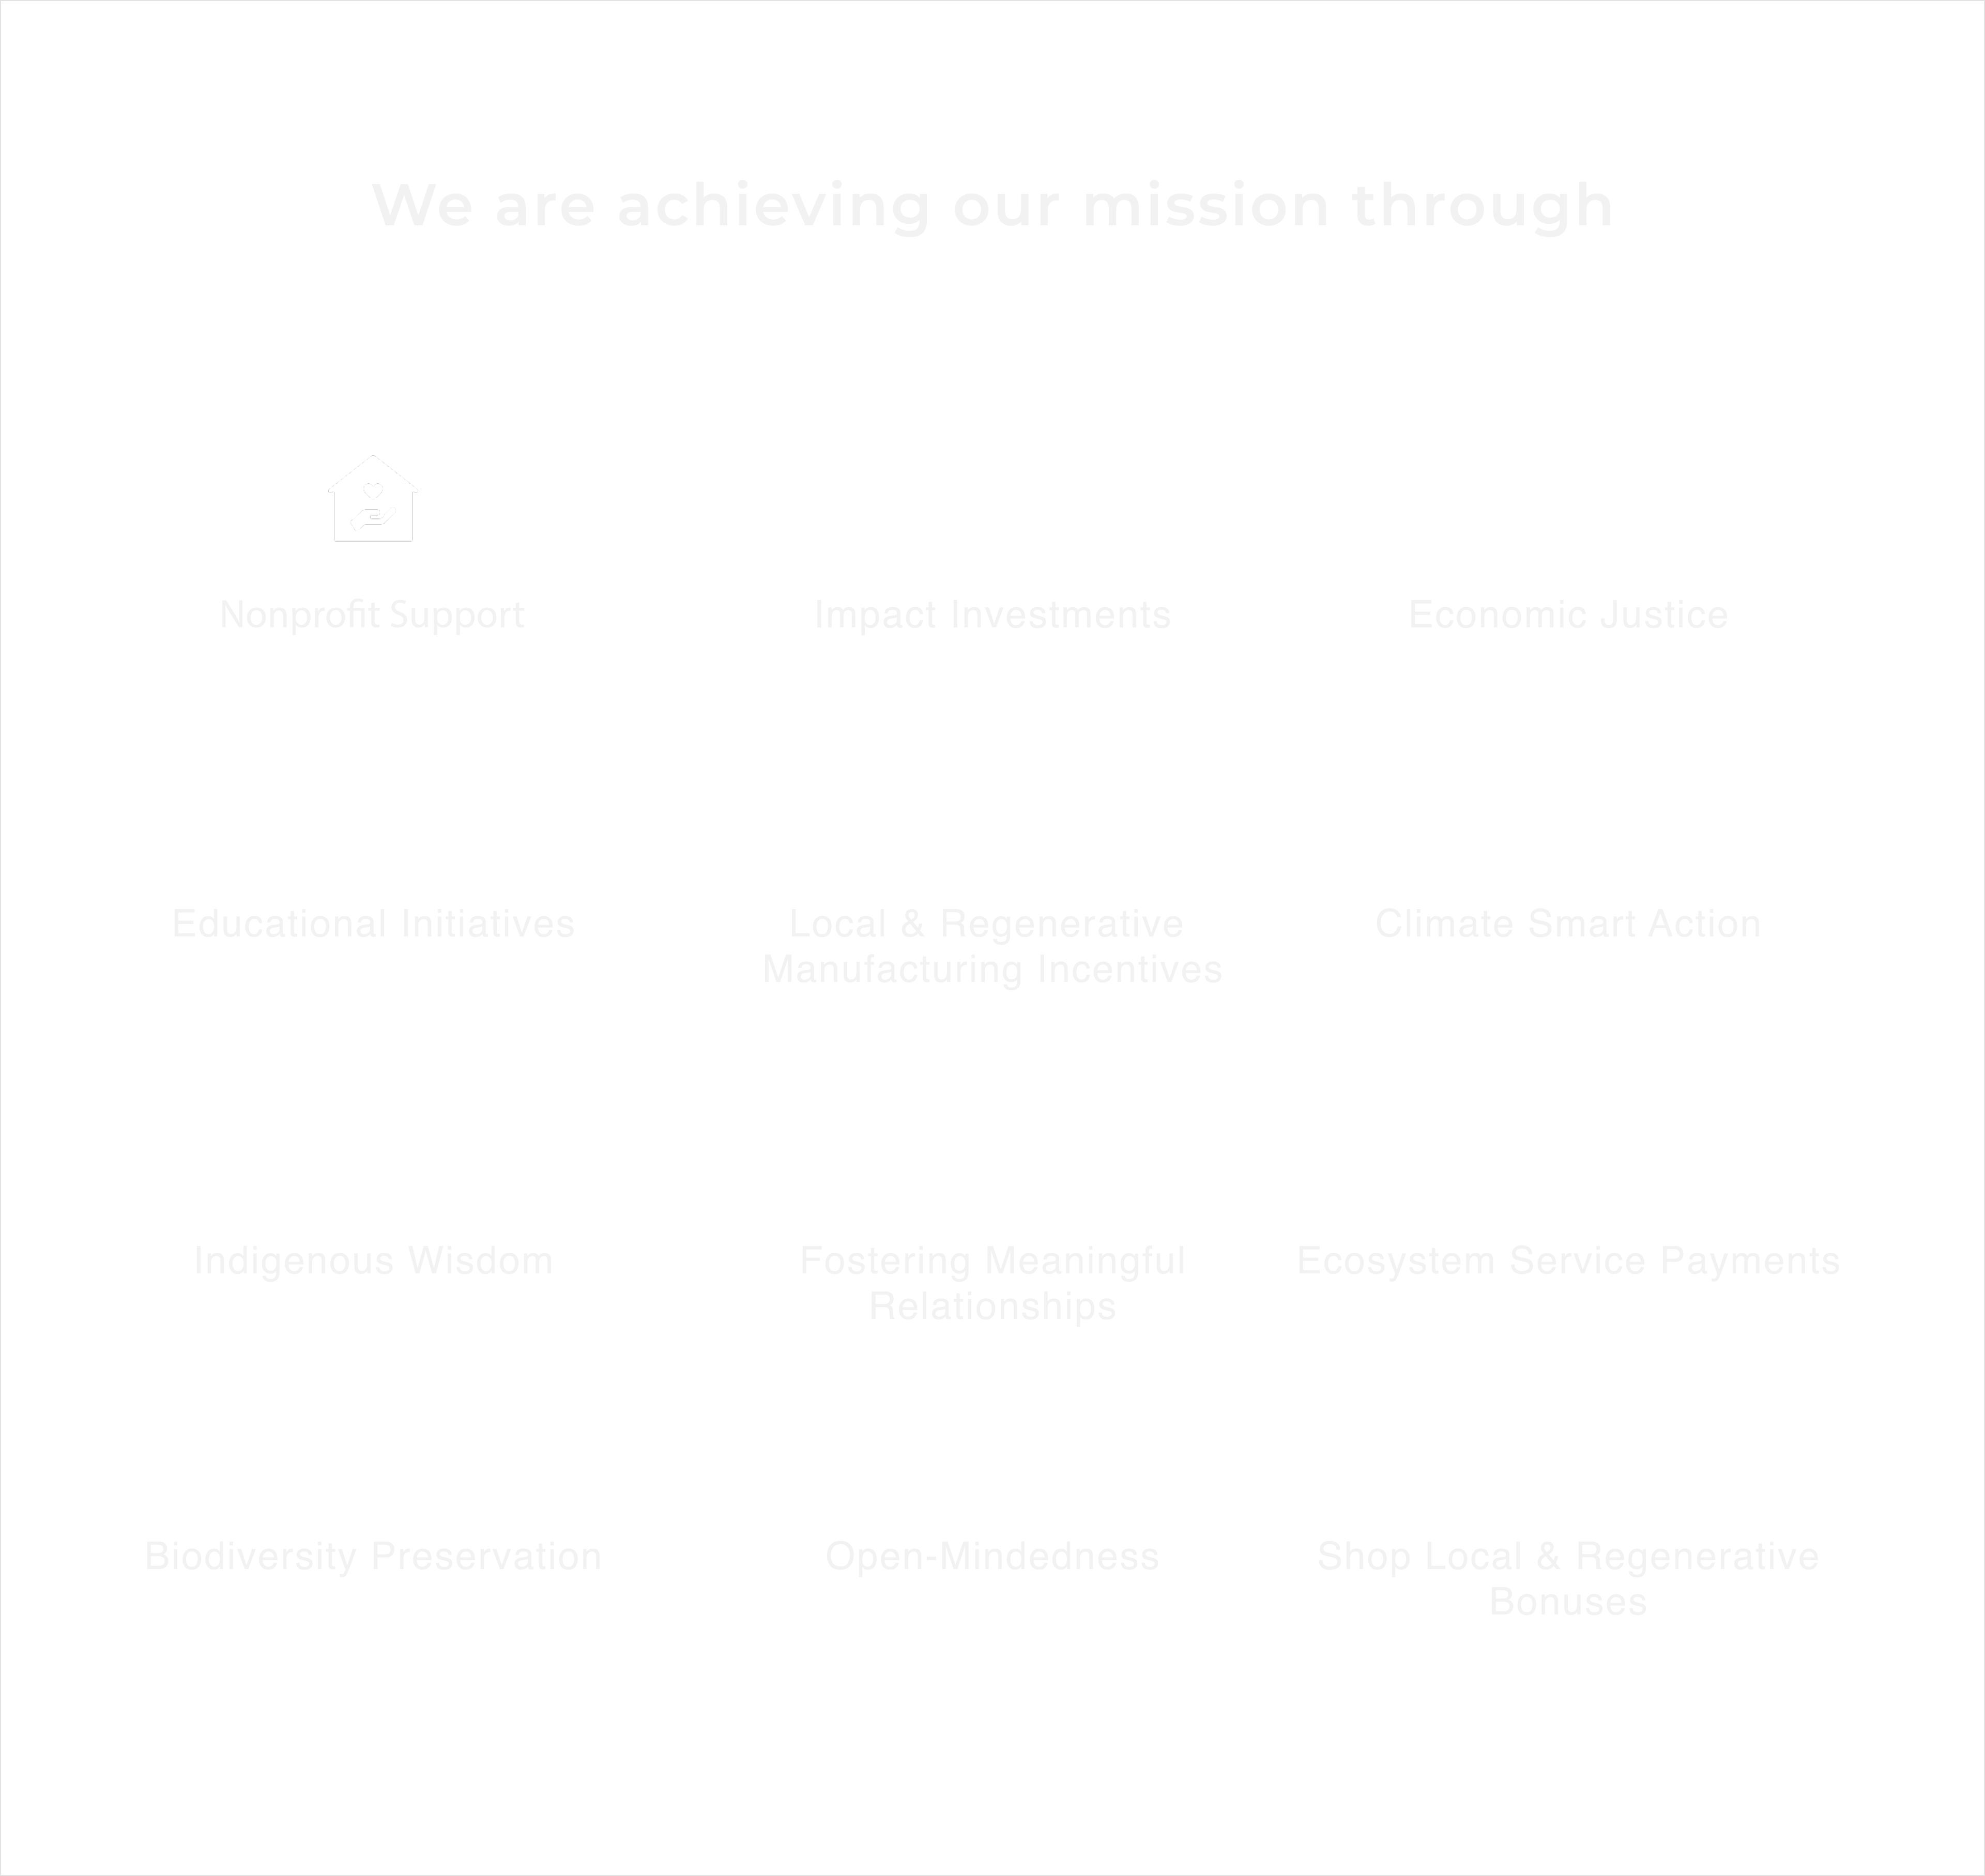 We are achieving our mission through
Nonprofit Support
Impact Investments
Economic Justice
Educational Initiatives
Local & Regenerative
Manufacturing Incentives
Climate Smart Action
Indigenous Wisdom
Fostering Meaningful
Relationships
Ecosystem Service Payments
Biodiversity Preservation
Open-Mindedness
Shop Local & Regenerative
Bonuses